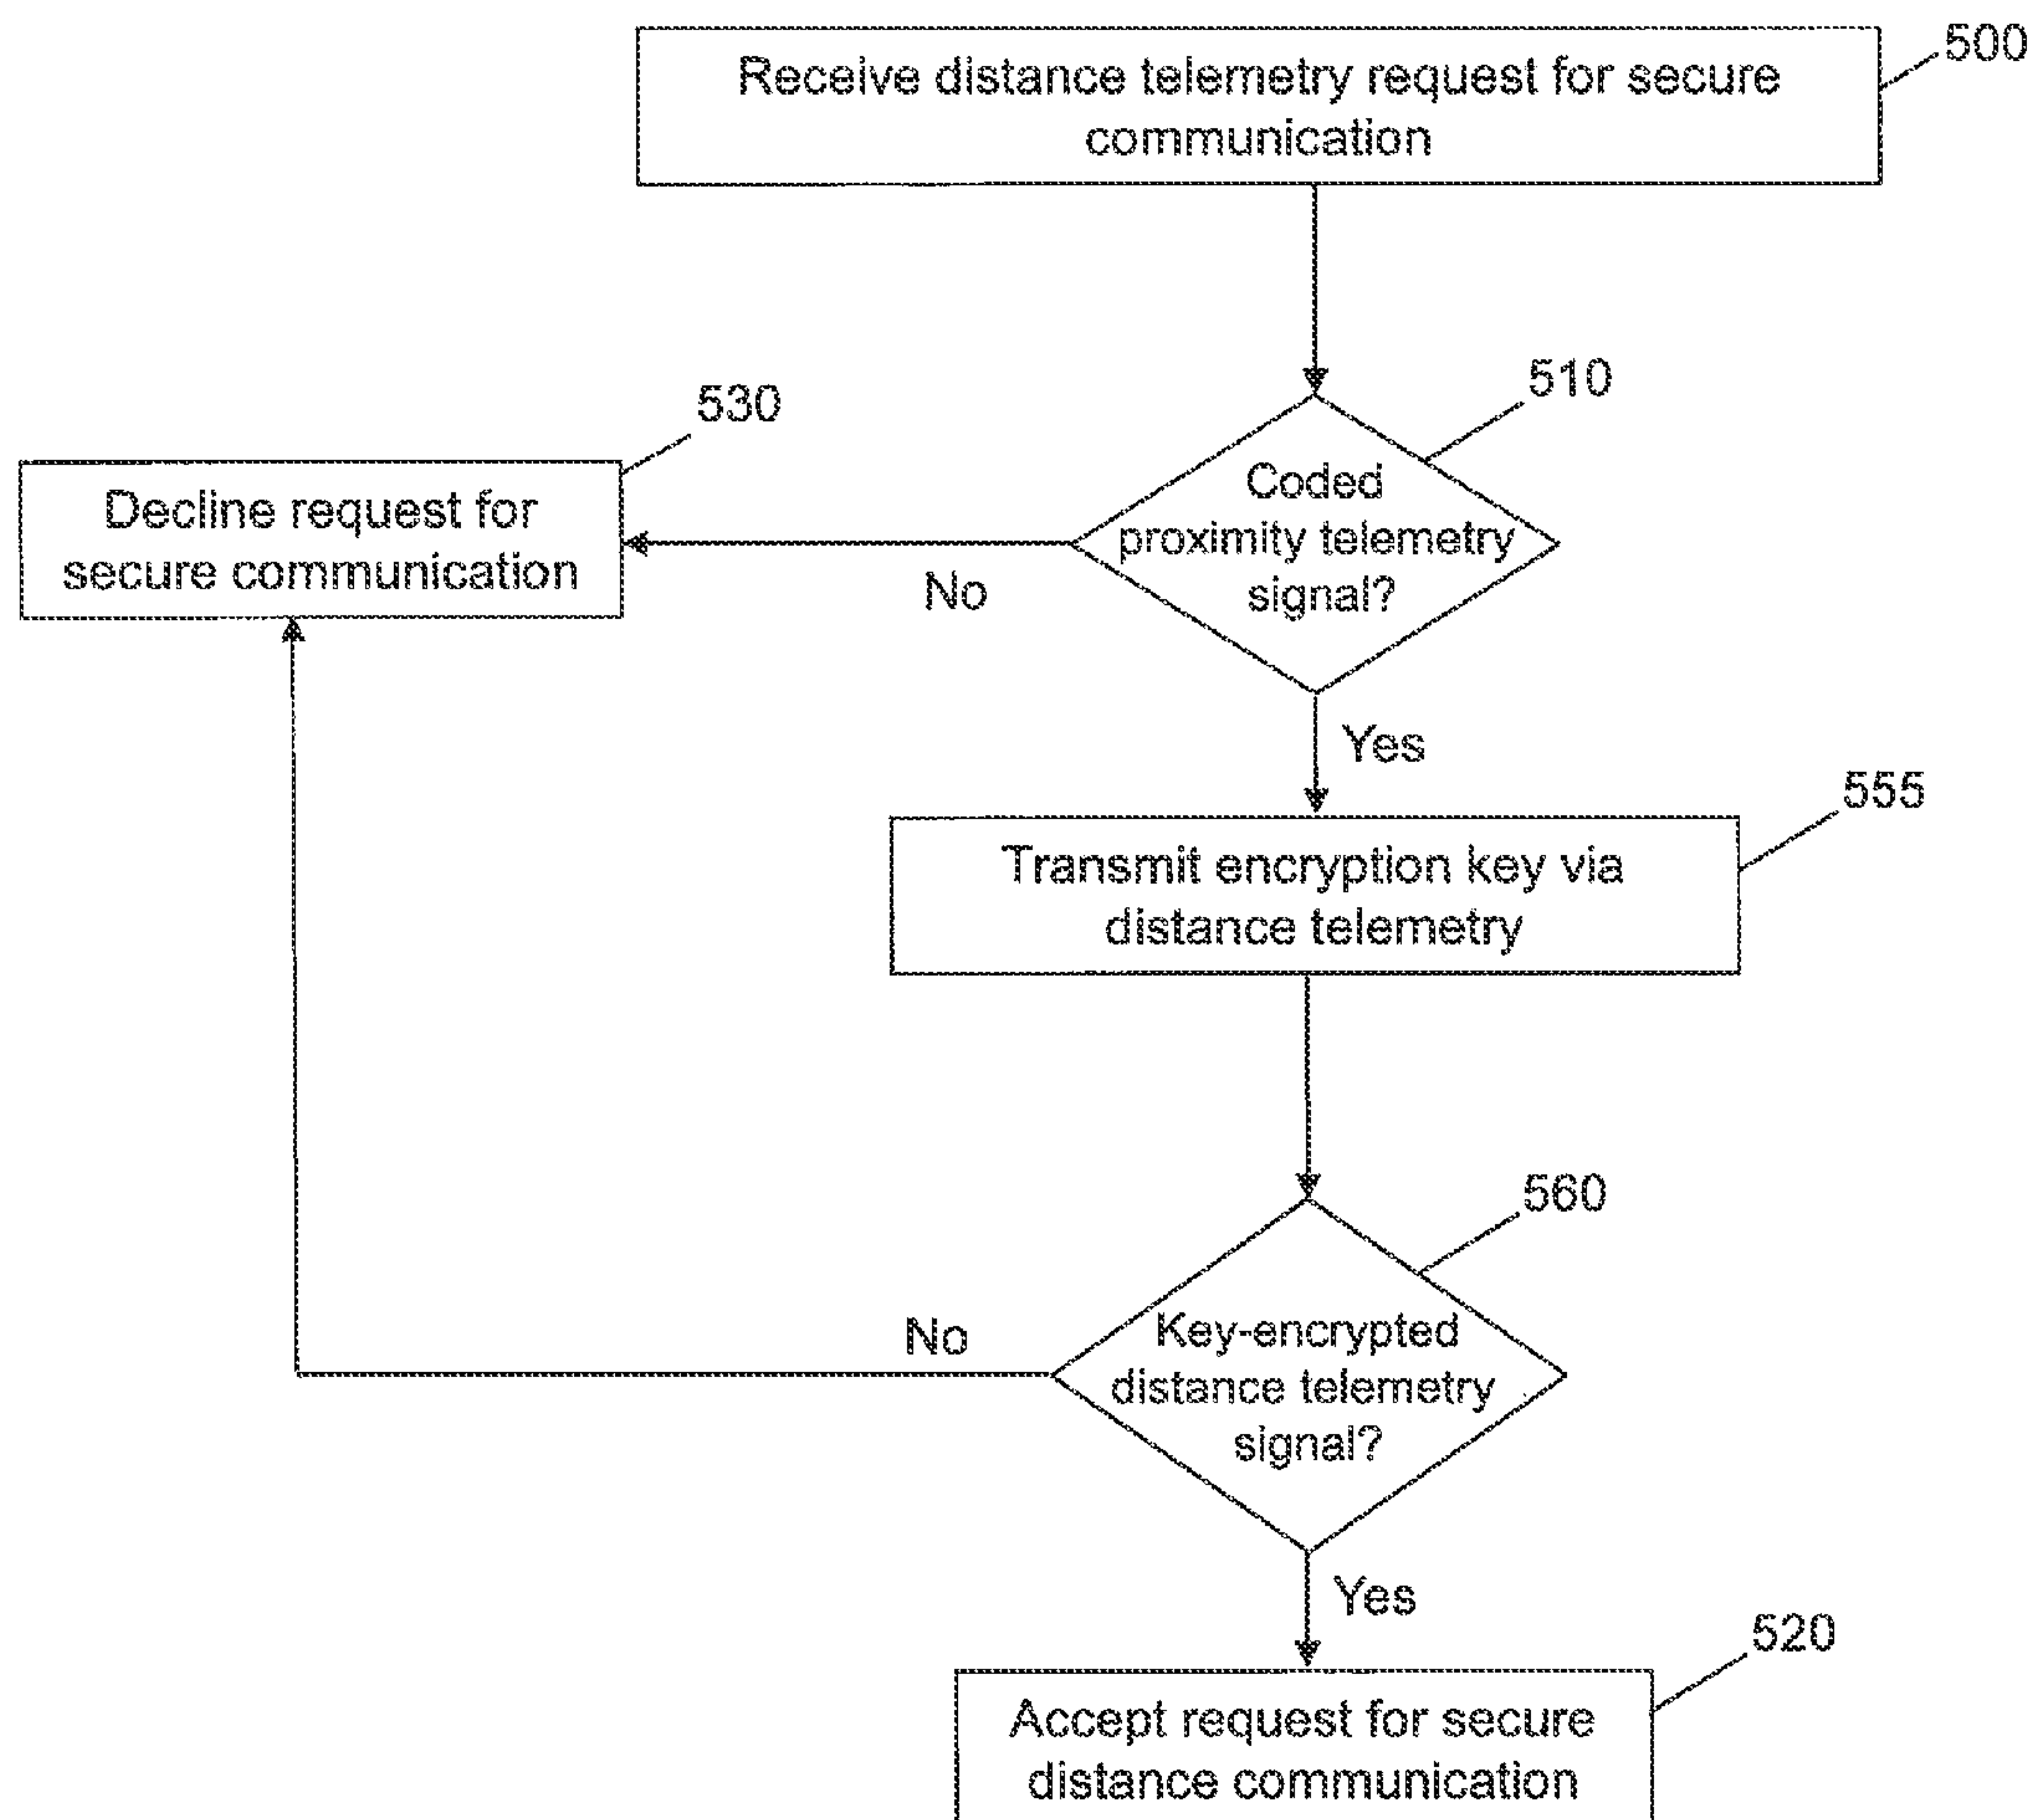 Receive distance telemetry request for secure
communication
500
510
Coded
proximity telemetry
signal?
530
Decline request for
secure communication
No
Yes
555
Transmit encryption key via
distance telemetry
560
Key-encrypted
distance telemetry
signal?
No
Yes
520
Accept request for secure
distance communication